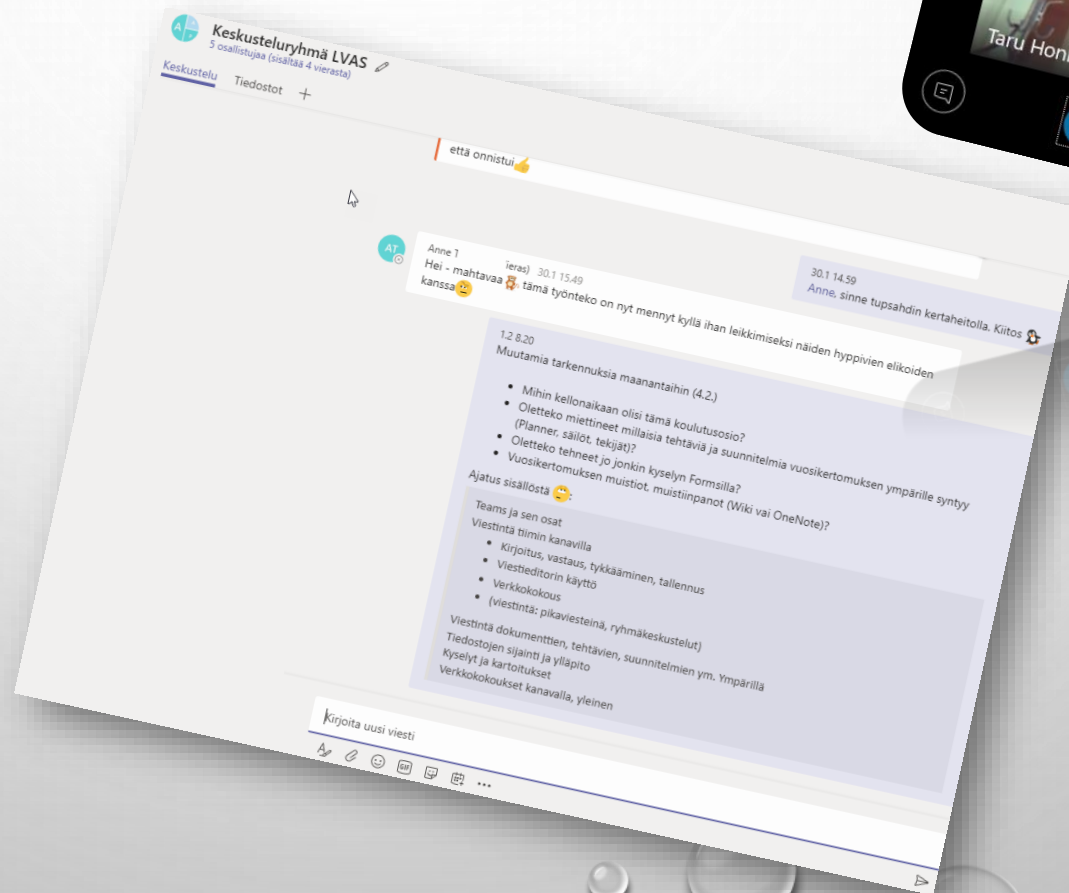 Keskusteluryhmä LVAS
5 osallistujaa (sisältää 4 vierasta)
Keskustelu Tiedostot
että onnistui👍
30.1 14.59
Anne, sinne tupsahdin kertaheitolla. Kiitos 🐧
AT
Anne T ieras) 30.1 15.49
Hei - mahtavaa 🐻 tämä työnteko on nyt mennyt kyllä ihan leikkimiseksi näiden hyppivien elikoiden
kanssa
1.2 8.20
Muutamia tarkennuksia maanantaihin (4.2.)
• Mihin kellonaikaan olisi tämä koulutusosio?
• Oletteko miettineet millaisia tehtäviä ja suunnitelmia vuosikertomuksen ympärille syntyy
(Planner, säilöt, tekijät)?
• Oletteko tehneet jo jonkin kyselyn Formsilla?
• Vuosikertomuksen muistiot, muistiinpanot (Wiki vai OneNote)?
Ajatus sisällöstä 🙄:
Teams ja sen osat
Viestintä tiimin kanavilla
• Kirjoitus, vastaus, tykkääminen, tallennus
• Viestieditorin käyttö
• Verkkokokous
• (viestintä: pikaviesteinä, ryhmäkeskustelut)
Viestintä dokumenttien, tehtävien, suunnitelmien ym. Ympärillä
Tiedostojen sijainti ja ylläpito
Kyselyt ja kartoitukset
Verkkokokoukset kanavalla, yleinen
Kirjoita uusi viesti
GIF
Taru Hon